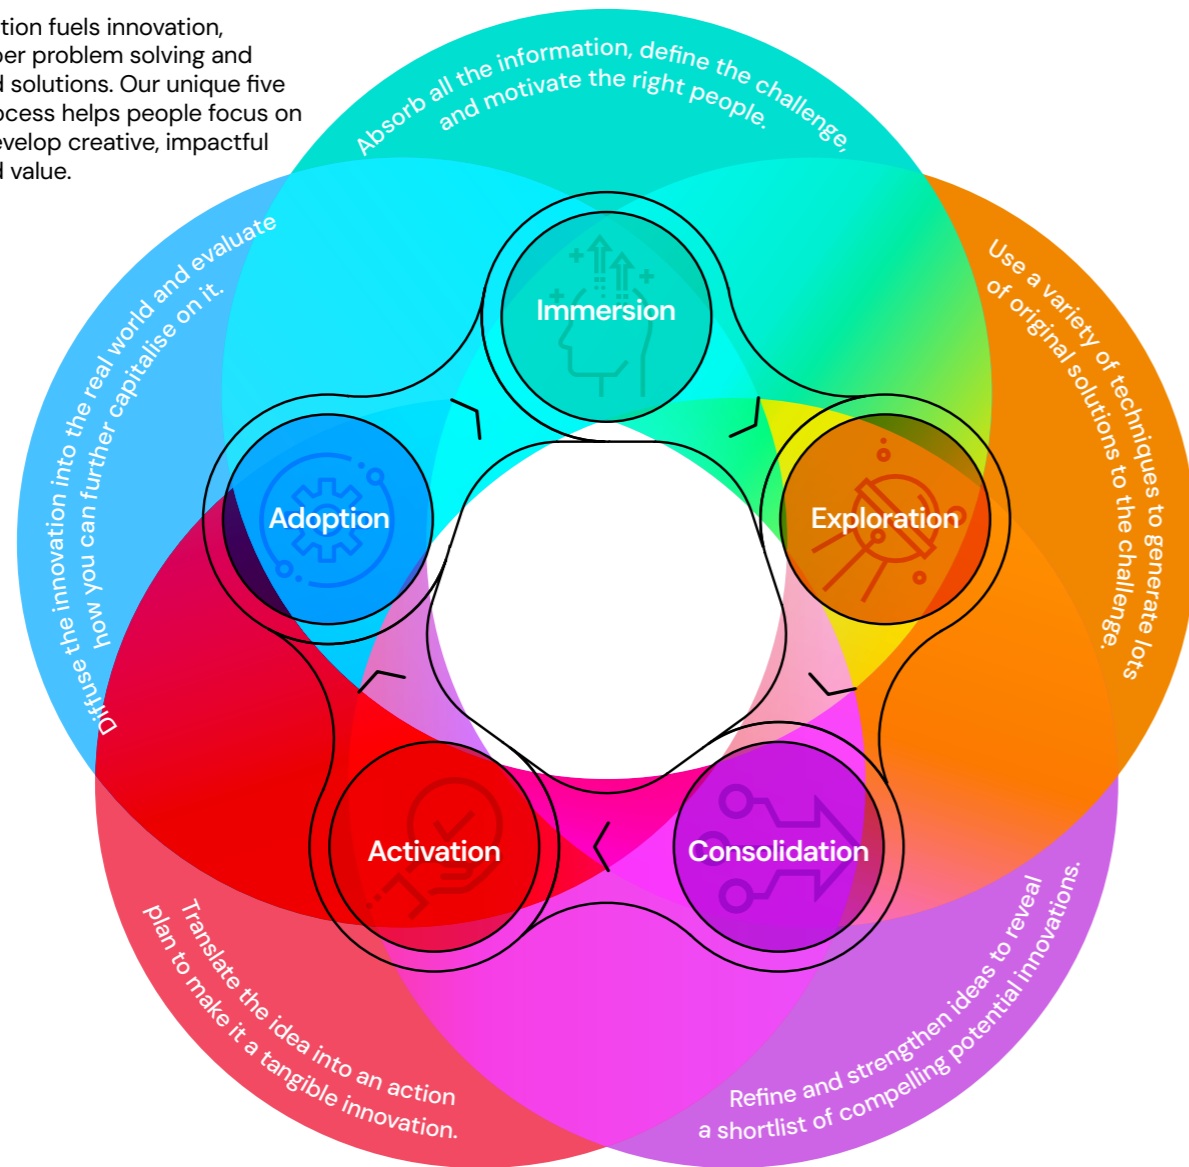 tion fuels innovation,
per problem solving and
d solutions. Our unique five
ocess helps people focus on
evelop creative, impactful
d value.
Absorb all the information, define the challenge,
and motivate the right people.
Immersion
Use a variety of techniques to generate lots
of original solutions to the challenge.
Exploration
Refine and strengthen ideas to reveal
a shortlist of compelling potential innovations.
Consolidation
Translate the idea into an action
plan to make it a tangible innovation.
Activation
Diffuse the innovation into the real world and evaluate
how you can further capitalise on it.
Adoption